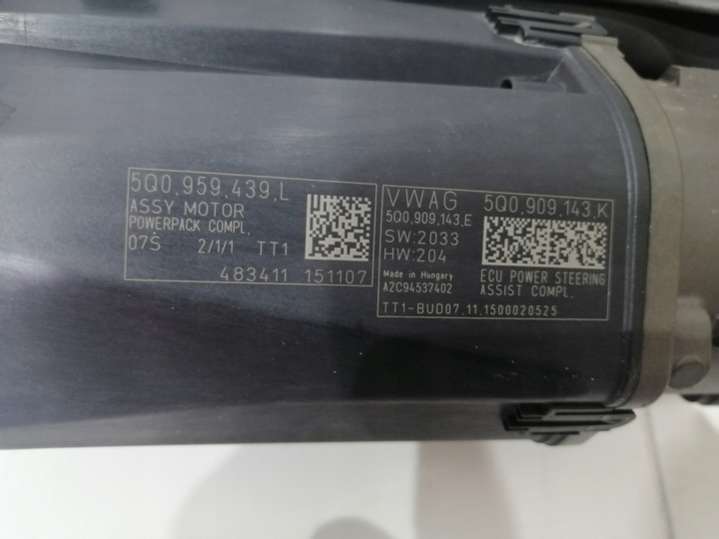 5Q0.959.439.L
ASSY MOTOR
POWERPACK COMPL.
07S 2/1/1 TT1
483411 151107
VWAG 5Q0.909.143.K
5Q0.909.143.E
SW:2033
HW:204
Made in Hungary
A2C94537402
ECU POWER STEERING
ASSIST COMPL.
TT1-BUD07.11.1500020525